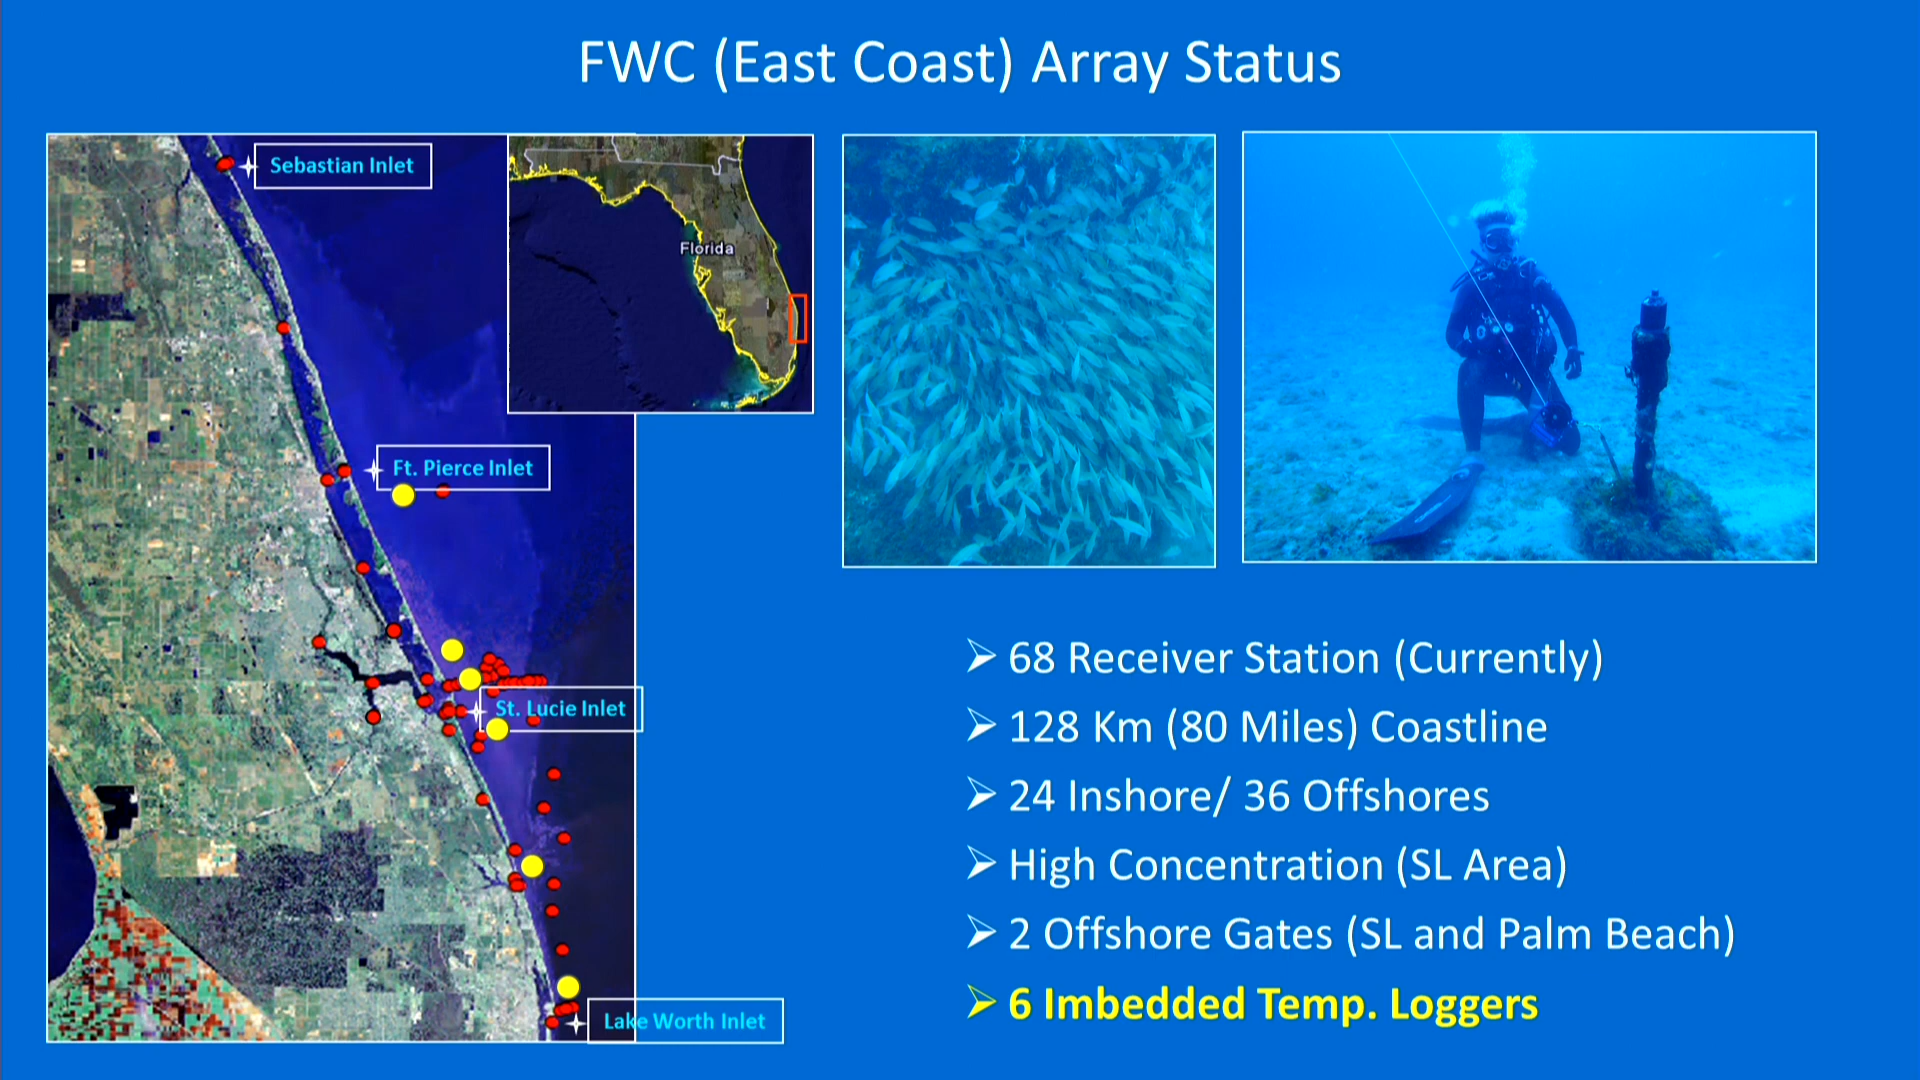 FWC (East Coast) Array Status
Sebastian Inlet
Florida
Ft. Pierce Inlet
St. Lucie Inlet
Lake Worth Inlet
➢ 68 Receiver Station (Currently)
➢ 128 Km (80 Miles) Coastline
➢ 24 Inshore/ 36 Offshores
➢ High Concentration (SL Area)
➢ 2 Offshore Gates (SL and Palm Beach)
➢ 6 Imbedded Temp. Loggers